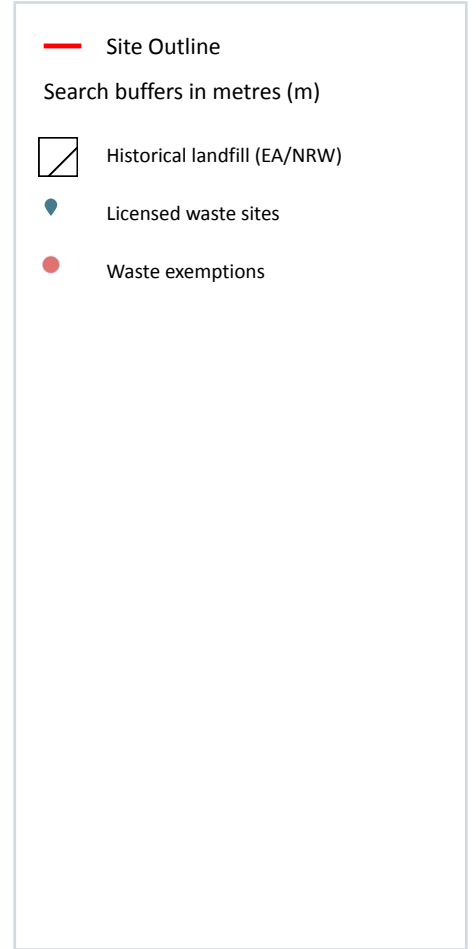 Site Outline
Search buffers in metres (m)
Historical landfill (EA/NRW)
Licensed waste sites
Waste exemptions